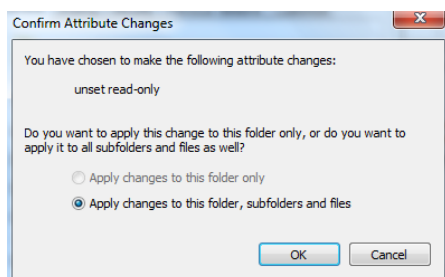 Confirm Attribute Changes
You have chosen to make the following attribute changes:
unset read-only
Do you want to apply this change to this folder only, or do you want to
apply it to all subfolders and files as well?
Apply changes to this folder only
Apply changes to this folder, subfolders and files
OK Cancel